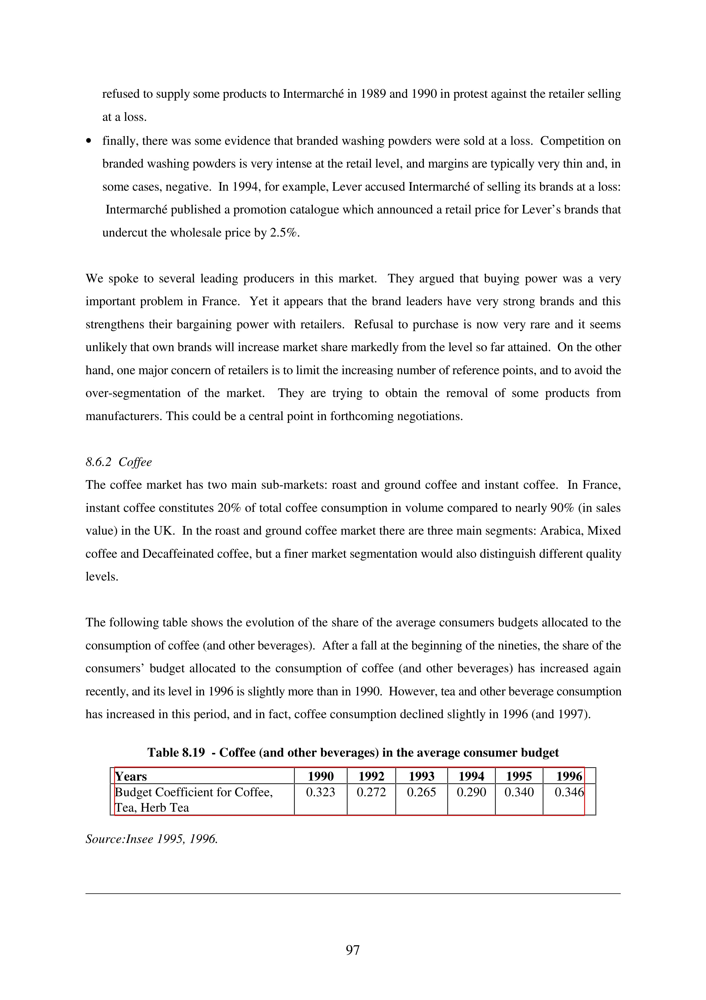 refused to supply some products to Intermarché in 1989 and 1990 in protest against the retailer selling
at a loss.
• finally, there was some evidence that branded washing powders were sold at a loss. Competition on
branded washing powders is very intense at the retail level, and margins are typically very thin and, in
some cases, negative. In 1994, for example, Lever accused Intermarché of selling its brands at a loss:
Intermarché published a promotion catalogue which announced a retail price for Lever’s brands that
undercut the wholesale price by 2.5%.
We spoke to several leading producers in this market. They argued that buying power was a very
important problem in France. Yet it appears that the brand leaders have very strong brands and this
strengthens their bargaining power with retailers. Refusal to purchase is now very rare and it seems
unlikely that own brands will increase market share markedly from the level so far attained. On the other
hand, one major concern of retailers is to limit the increasing number of reference points, and to avoid the
over-segmentation of the market. They are trying to obtain the removal of some products from
manufacturers. This could be a central point in forthcoming negotiations.
8.6.2 Coffee
The coffee market has two main sub-markets: roast and ground coffee and instant coffee. In France,
instant coffee constitutes 20% of total coffee consumption in volume compared to nearly 90% (in sales
value) in the UK. In the roast and ground coffee market there are three main segments: Arabica, Mixed
coffee and Decaffeinated coffee, but a finer market segmentation would also distinguish different quality
levels.
The following table shows the evolution of the share of the average consumers budgets allocated to the
consumption of coffee (and other beverages). After a fall at the beginning of the nineties, the share of the
consumers’ budget allocated to the consumption of coffee (and other beverages) has increased again
recently, and its level in 1996 is slightly more than in 1990. However, tea and other beverage consumption
has increased in this period, and in fact, coffee consumption declined slightly in 1996 (and 1997).
Table 8.19 - Coffee (and other beverages) in the average consumer budget
Years 1990 1992 1993 1994 1995 1996
Budget Coefficient for Coffee, 0.323 0.272 0.265 0.290 0.340 0.346
Tea, Herb Tea
Source:Insee 1995, 1996.
97